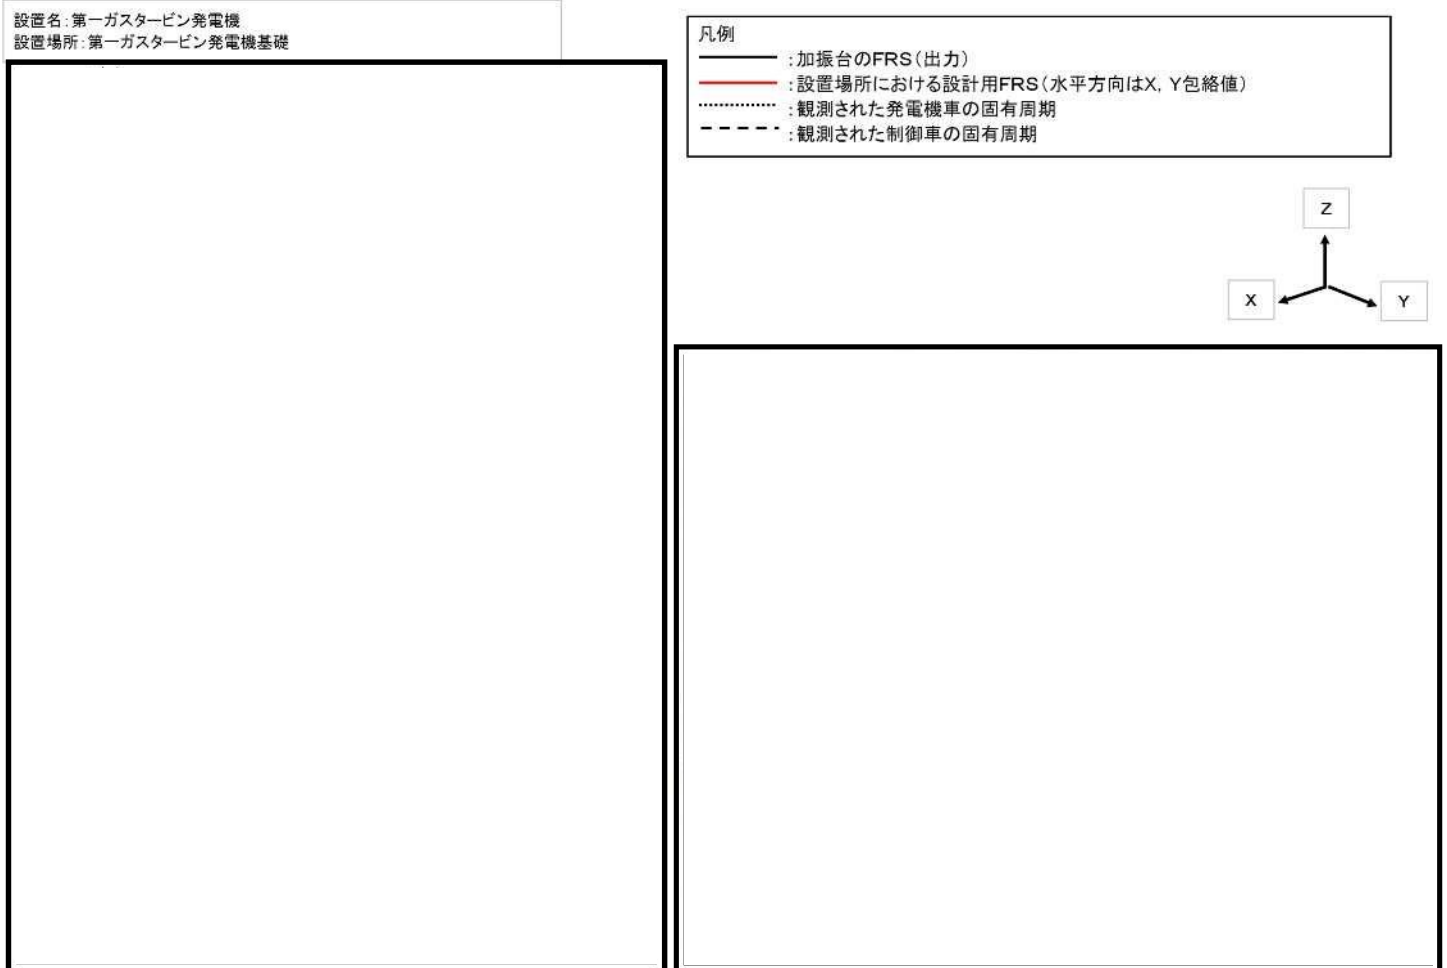 設置名:第一ガスタービン発電機
設置場所:第一ガスタービン発電機基礎
凡例
:加振台のFRS(出力)
:設置場所における設計用FRS(水平方向はX, Y包絡値)
:観測された発電機車の固有周期
:観測された制御車の固有周期
Z
X
Y